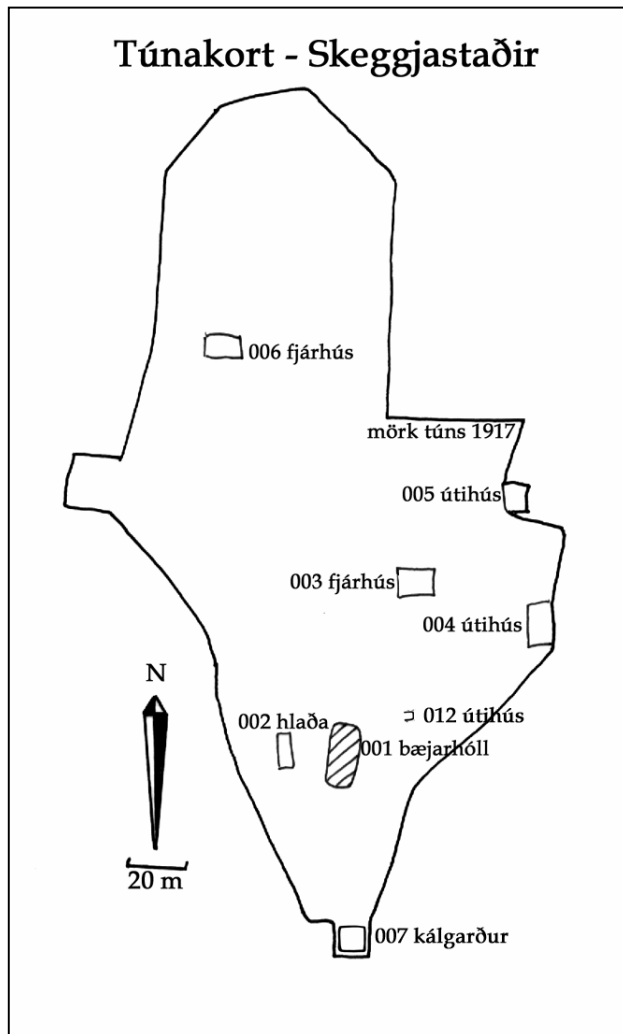 Túnakort - Skeggjastaðir
006 fjárhús
mörk túns 1917
005 útihús
003 fjárhús
004 útihús
N
012 útihús
002 hlaða
001 bæjarhóll
20 m
007 kálgarður